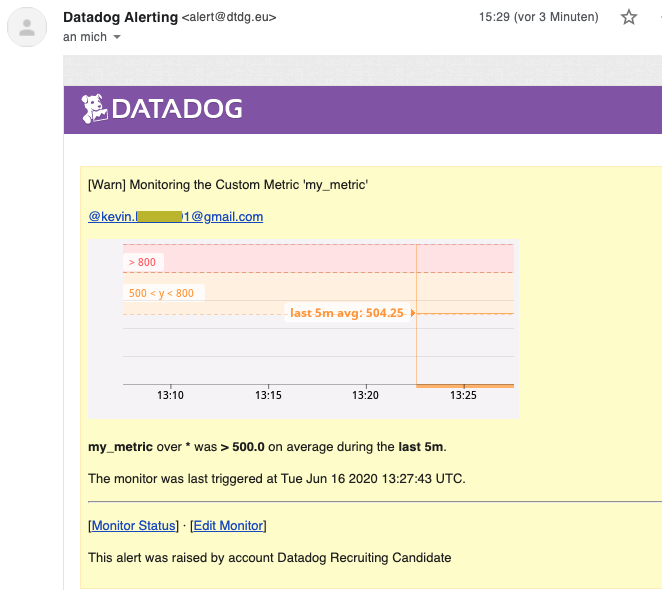 Datadog Alerting <alert@dtdg.eu>
15:29 (vor 3 Minuten)
an mich
DATADOG
[Warn] Monitoring the Custom Metric 'my_metric'
@kevin. 1@gmail.com
> 800
500 < y < 800
last 5m avg: 504.25
13:10 13:15 13:20 13:25
my_metric over * was > 500.0 on average during the last 5m.
The monitor was last triggered at Tue Jun 16 2020 13:27:43 UTC.
[Monitor Status] · [Edit Monitor]
This alert was raised by account Datadog Recruiting Candidate